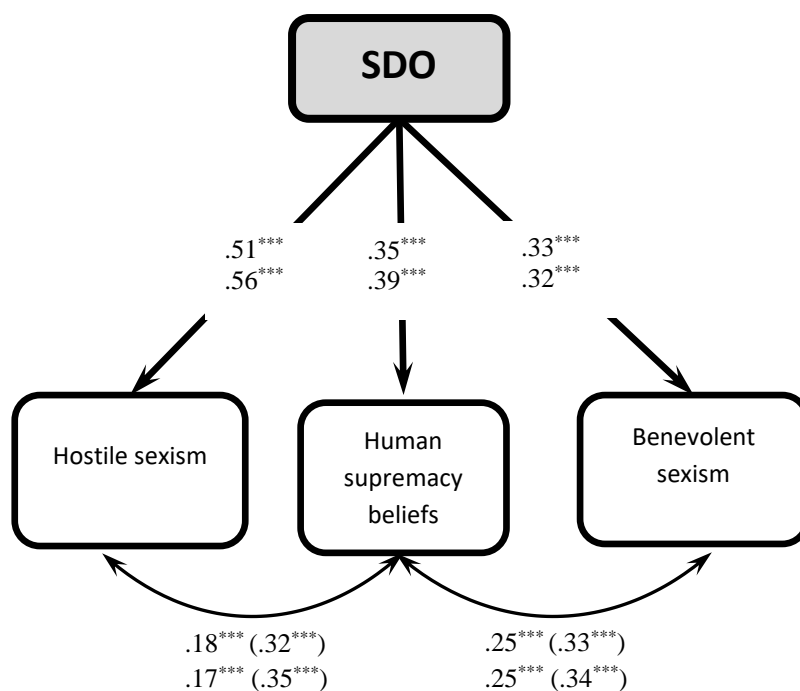 SDO
.51*** .35*** .33***
.56*** .39*** .32***
Hostile sexism
Human
supremacy
beliefs
Benevolent
sexism
.18*** (.32***) .25*** (.33***)
.17*** (.35***) .25*** (.34***)